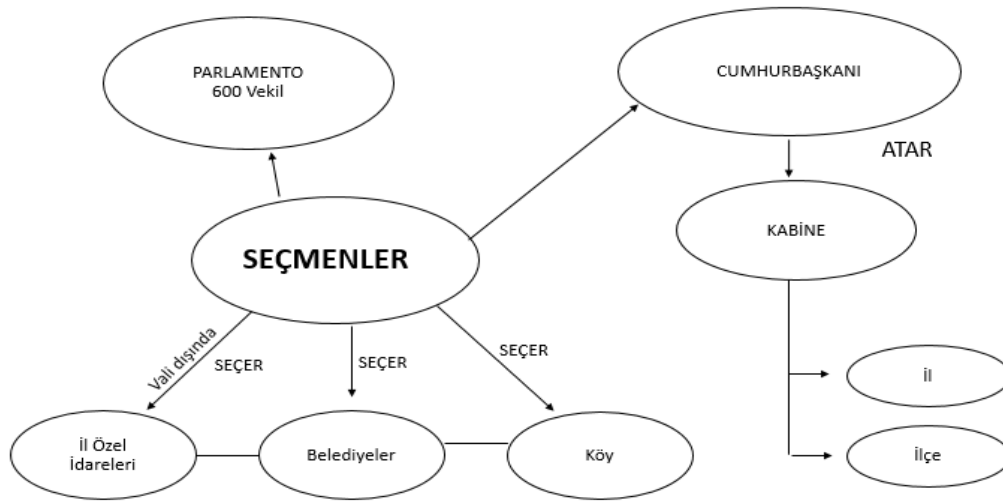 PARLAMENTO
600 Vekil
CUMHURBAŞKANI
ATAR
KABİNE
SEÇMENLER
Vali dışında
SEÇER
SEÇER
SEÇER
İl
İl Özel
İdareleri
Belediyeler
Köy
İlçe